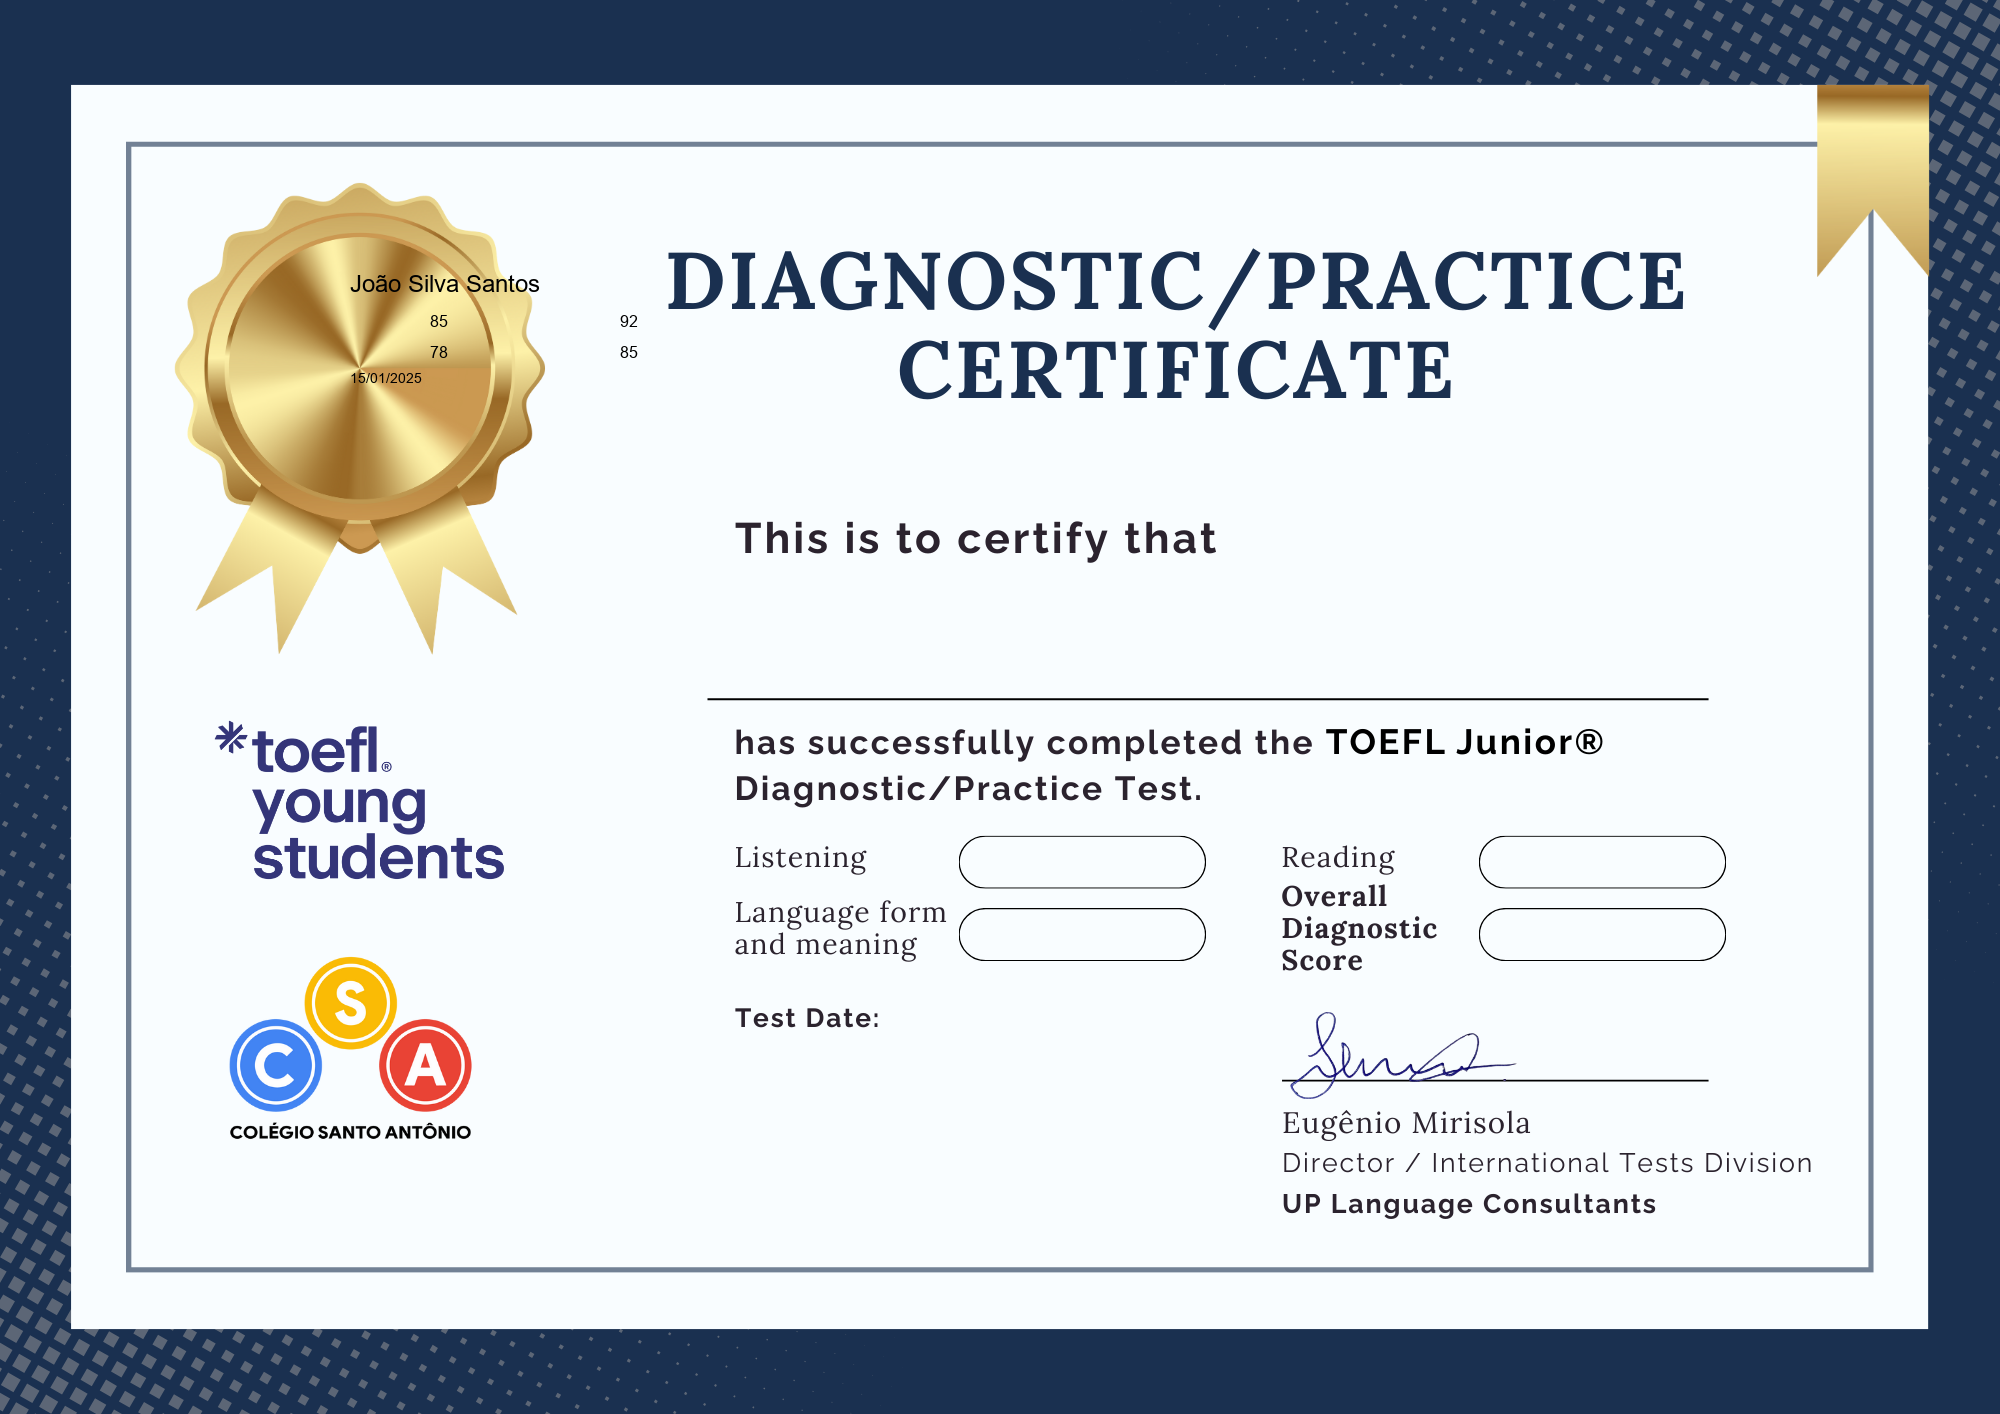 João Silva Santos
85 92
78 85
15/01/2025
DIAGNOSTIC/PRACTICE
CERTIFICATE
This is to certify that
has successfully completed the TOEFL Junior®
Diagnostic/Practice Test.
Listening
Reading
Language form
and meaning
Overall
Diagnostic
Score
Test Date:
Eugênio Mirisola
Director / International Tests Division
UP Language Consultants
*toefl®
young
students
C S A
COLÉGIO SANTO ANTÔNIO